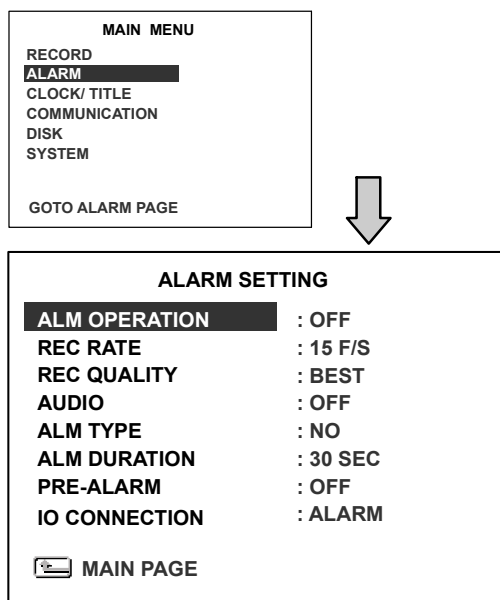 MAIN MENU
RECORD
ALARM
CLOCK/ TITLE
COMMUNICATION
DISK
SYSTEM
GOTO ALARM PAGE
ALARM SETTING
ALM OPERATION : OFF
REC RATE : 15 F/S
REC QUALITY : BEST
AUDIO : OFF
ALM TYPE : NO
ALM DURATION : 30 SEC
PRE-ALARM : OFF
IO CONNECTION : ALARM
MAIN PAGE